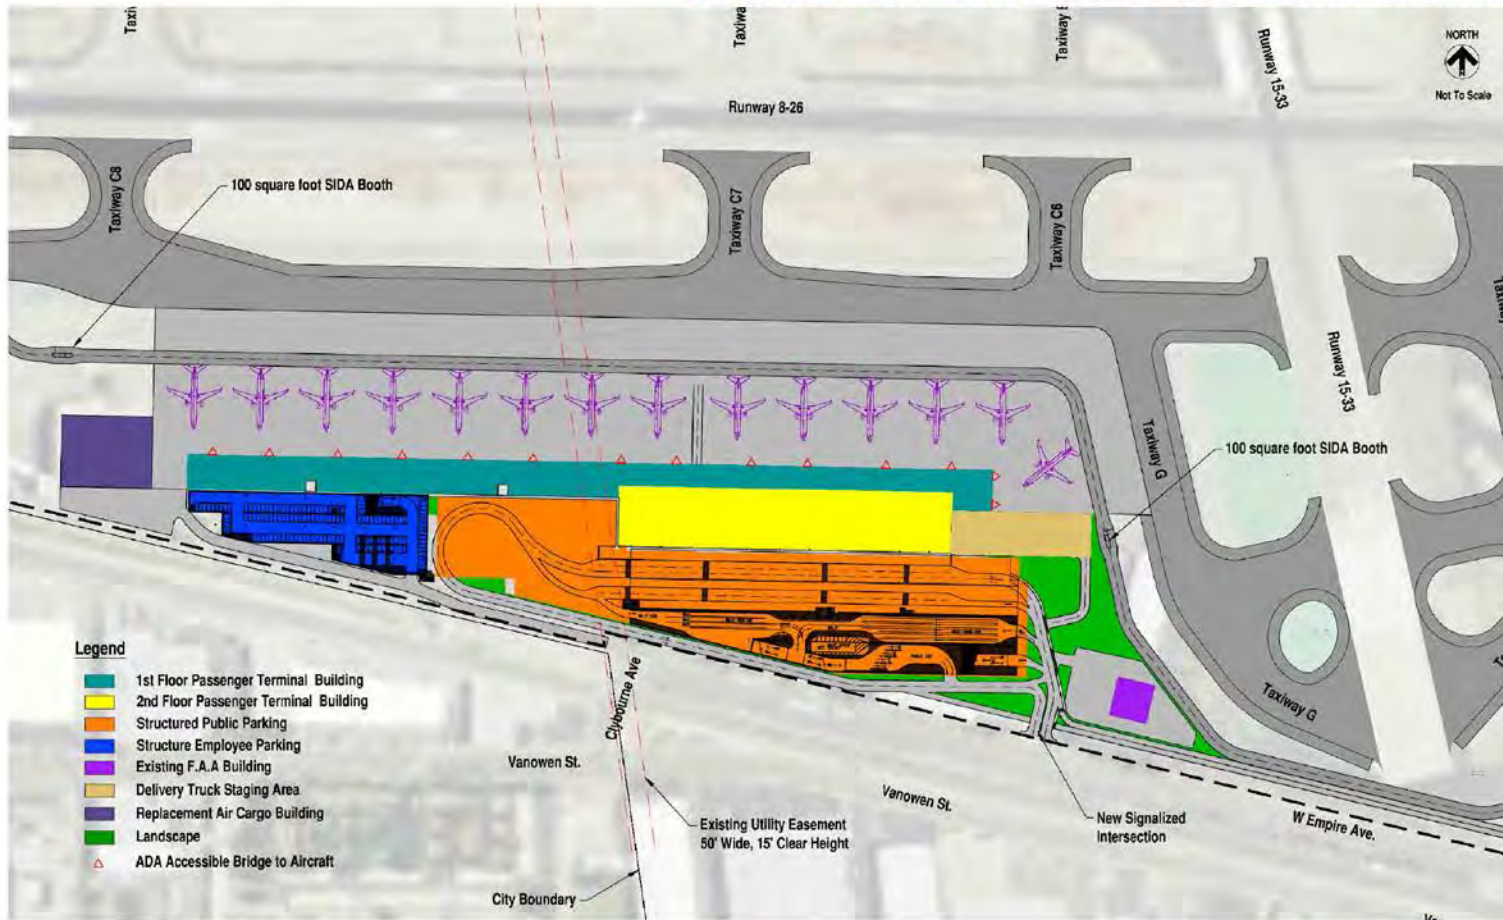 Taxiw
Taxiwa
Taxiway
Runway 15-33
NORTH
Not To Scale
Runway 8-26
100 square foot SIDA Booth
Taxiway C8
Taxiway C7
Taxiway C6
Runway 15-33
Taxiway G
100 square foot SIDA Booth
Taxiway G
Legend
1st Floor Passenger Terminal Building
2nd Floor Passenger Terminal Building
Structured Public Parking
Structure Employee Parking
Existing F.A.A Building
Delivery Truck Staging Area
Replacement Air Cargo Building
Landscape
ADA Accessible Bridge to Aircraft
Clybourne Ave
Vanowen St.
Vanowen St.
Existing Utility Easement
50' Wide, 15' Clear Height
New Signalized
Intersection
W Empire Ave.
City Boundary